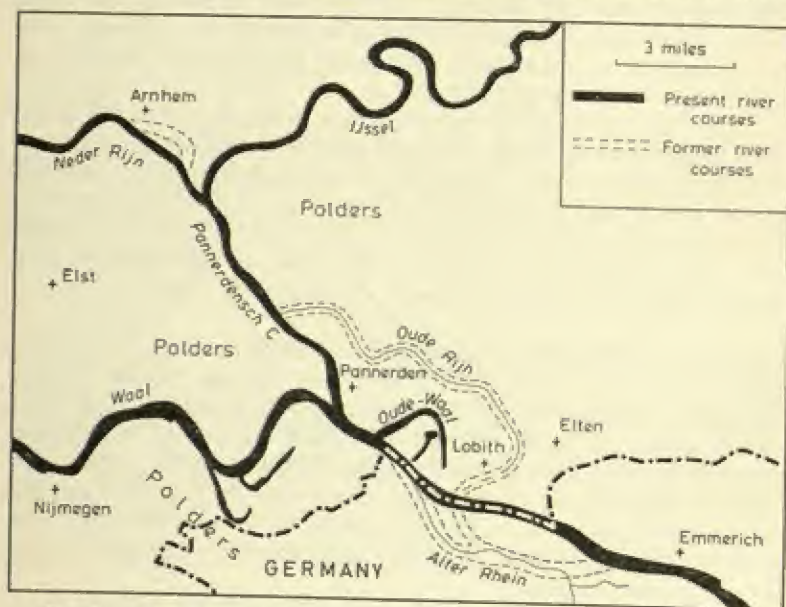 3 miles
Present river
courses
Former river
courses
Arnhem
IJssel
Neder Rijn
Polders
Pannerdensch C
Elst
Polders
Oude Rijn
Pannerden
Waal
Oude-Waal
Lobith
Elten
Nijmegen
Polders
GERMANY
Alter Rhein
Emmerich